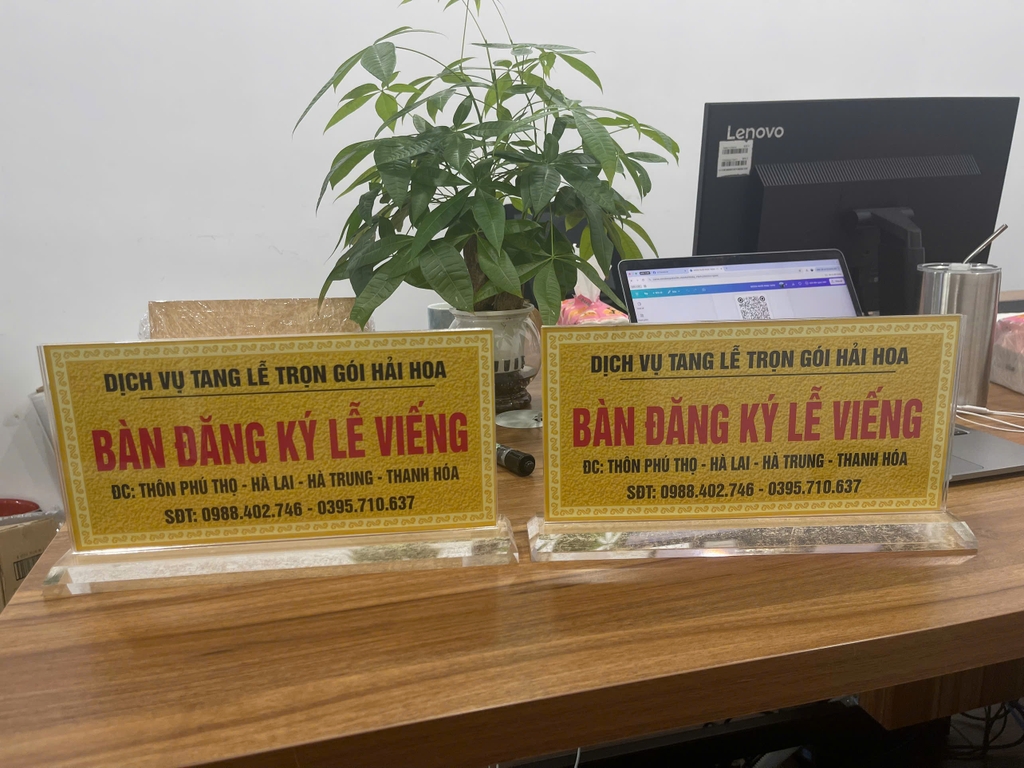 Lenovo
DỊCH VỤ TANG LỄ TRỌN GÓI HẢI HOA
BÀN ĐĂNG KÝ LỄ VIẾNG
ĐC: THÔN PHÚ THỌ - HÀ LAI - HÀ TRUNG - THANH HÓA
SĐT: 0988.402.746 - 0395.710.637
DỊCH VỤ TANG LỄ TRỌN GÓI HẢI HOA
BÀN ĐĂNG KÝ LỄ VIẾNG
ĐC: THÔN PHÚ THỌ - HÀ LAI - HÀ TRUNG - THANH HÓA
SĐT: 0988.402.746 - 0395.710.637